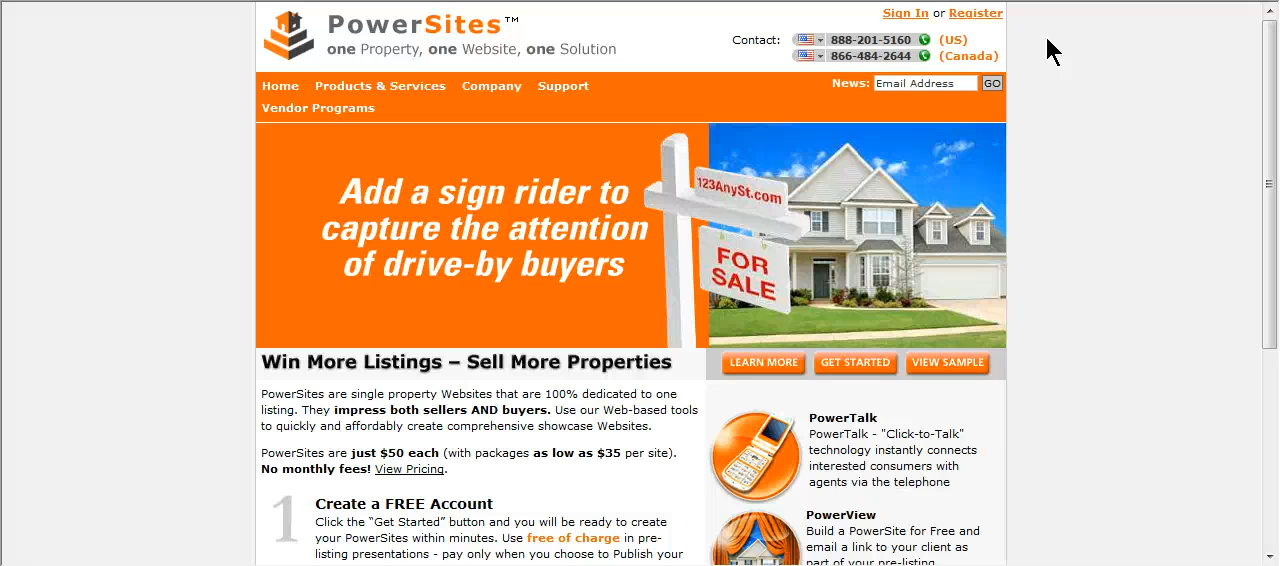 PowerSites™
one Property, one Website, one Solution
Sign In or Register
Contact: 888-201-5160 (US)
866-484-2644 (Canada)
Home Products & Services Company Support
Vendor Programs
News: Email Address GO
Add a sign rider to
capture the attention
of drive-by buyers
123AnySt.com
FOR
SALE
Win More Listings – Sell More Properties
LEARN MORE GET STARTED VIEW SAMPLE
PowerSites are single property Websites that are 100% dedicated to one
listing. They impress both sellers AND buyers. Use our Web-based tools
to quickly and affordably create comprehensive showcase Websites.
PowerSites are just $50 each (with packages as low as $35 per site).
No monthly fees! View Pricing.
1
Create a FREE Account
Click the “Get Started” button and you will be ready to create
your PowerSites within minutes. Use free of charge in pre-
listing presentations - pay only when you choose to Publish your
PowerTalk
PowerTalk - "Click-to-Talk"
technology instantly connects
interested consumers with
agents via the telephone
PowerView
Build a PowerSite for Free and
email a link to your client as
part of your pre-listing